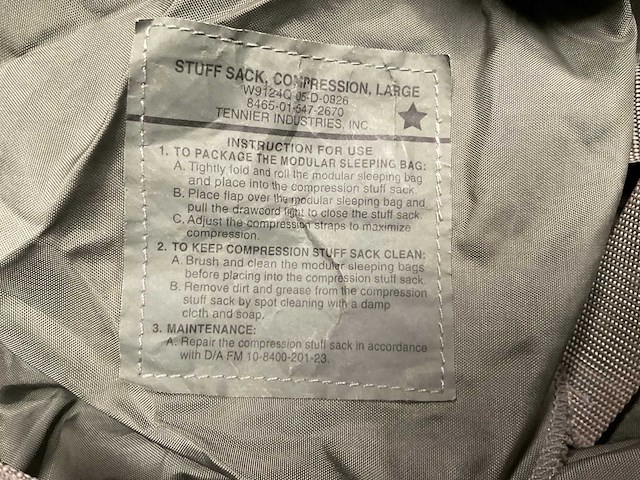 STUFF SACK, COMPRESSION, LARGE
W9124Q-05-D-0826
8465-01-547-2670
TENNIER INDUSTRIES, INC.
INSTRUCTION FOR USE
1. TO PACKAGE THE MODULAR SLEEPING BAG:
A. Tightly fold and roll the modular sleeping bag
and place into the compression stuff sack.
B. Place flap over the modular sleeping bag and
pull the drawcord tight to close the stuff sack.
C. Adjust the compression straps to maximize
compression.
2. TO KEEP COMPRESSION STUFF SACK CLEAN:
A. Brush and clean the modular sleeping bags
before placing into the compression stuff sack.
B. Remove dirt and grease from the compression
stuff sack by spot cleaning with a damp
cloth and soap.
3. MAINTENANCE:
A. Repair the compression stuff sack in accordance
with D/A FM 10-8400-201-23.